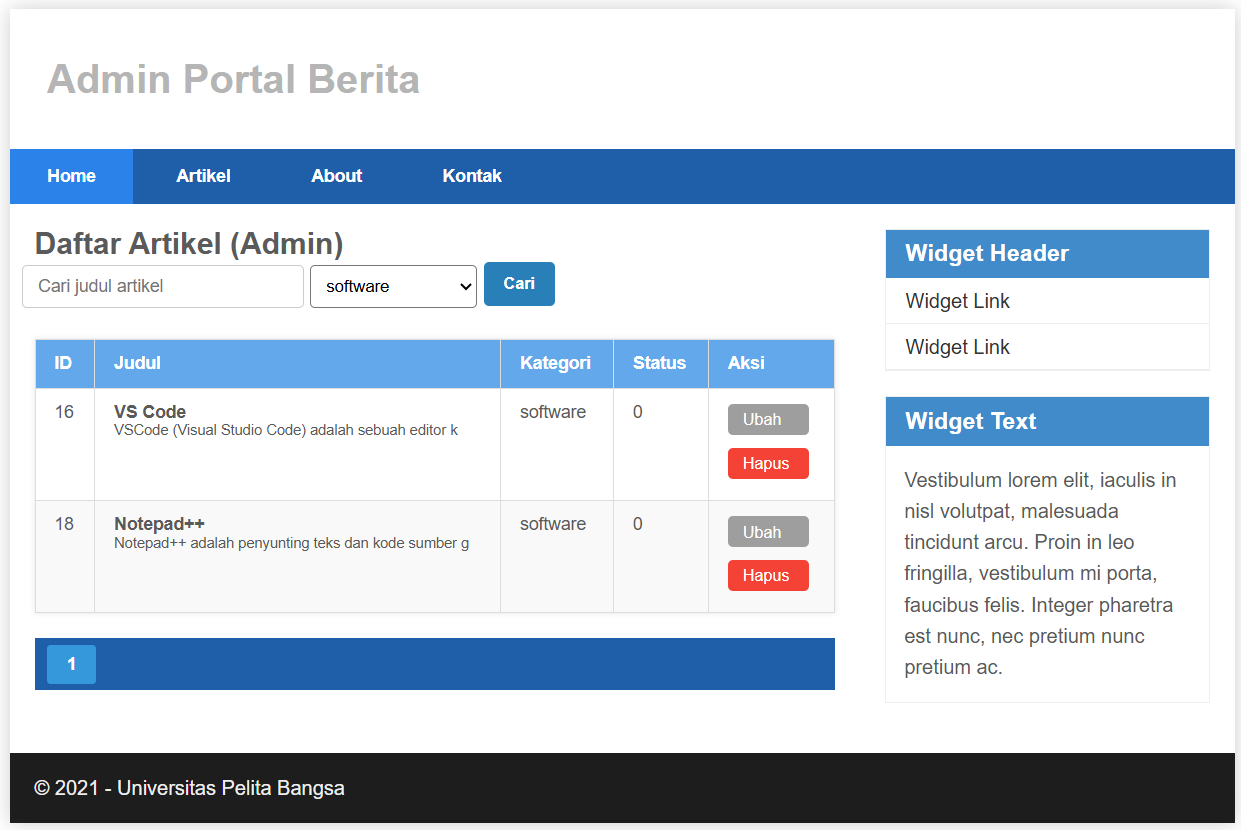 Admin Portal Berita
Home Artikel About Kontak
Daftar Artikel (Admin)
Cari judul artikel software Cari
ID Judul Kategori Status Aksi
16 VS Code software 0 Ubah
VSCode (Visual Studio Code) adalah sebuah editor k
Hapus
18 Notepad++ software 0 Ubah
Notepad++ adalah penyunting teks dan kode sumber g
Hapus
1
Widget Header
Widget Link
Widget Link
Widget Text
Vestibulum lorem elit, iaculis in
nisl volutpat, malesuada
tincidunt arcu. Proin in leo
fringilla, vestibulum mi porta,
faucibus felis. Integer pharetra
est nunc, nec pretium nunc
pretium ac.
© 2021 - Universitas Pelita Bangsa